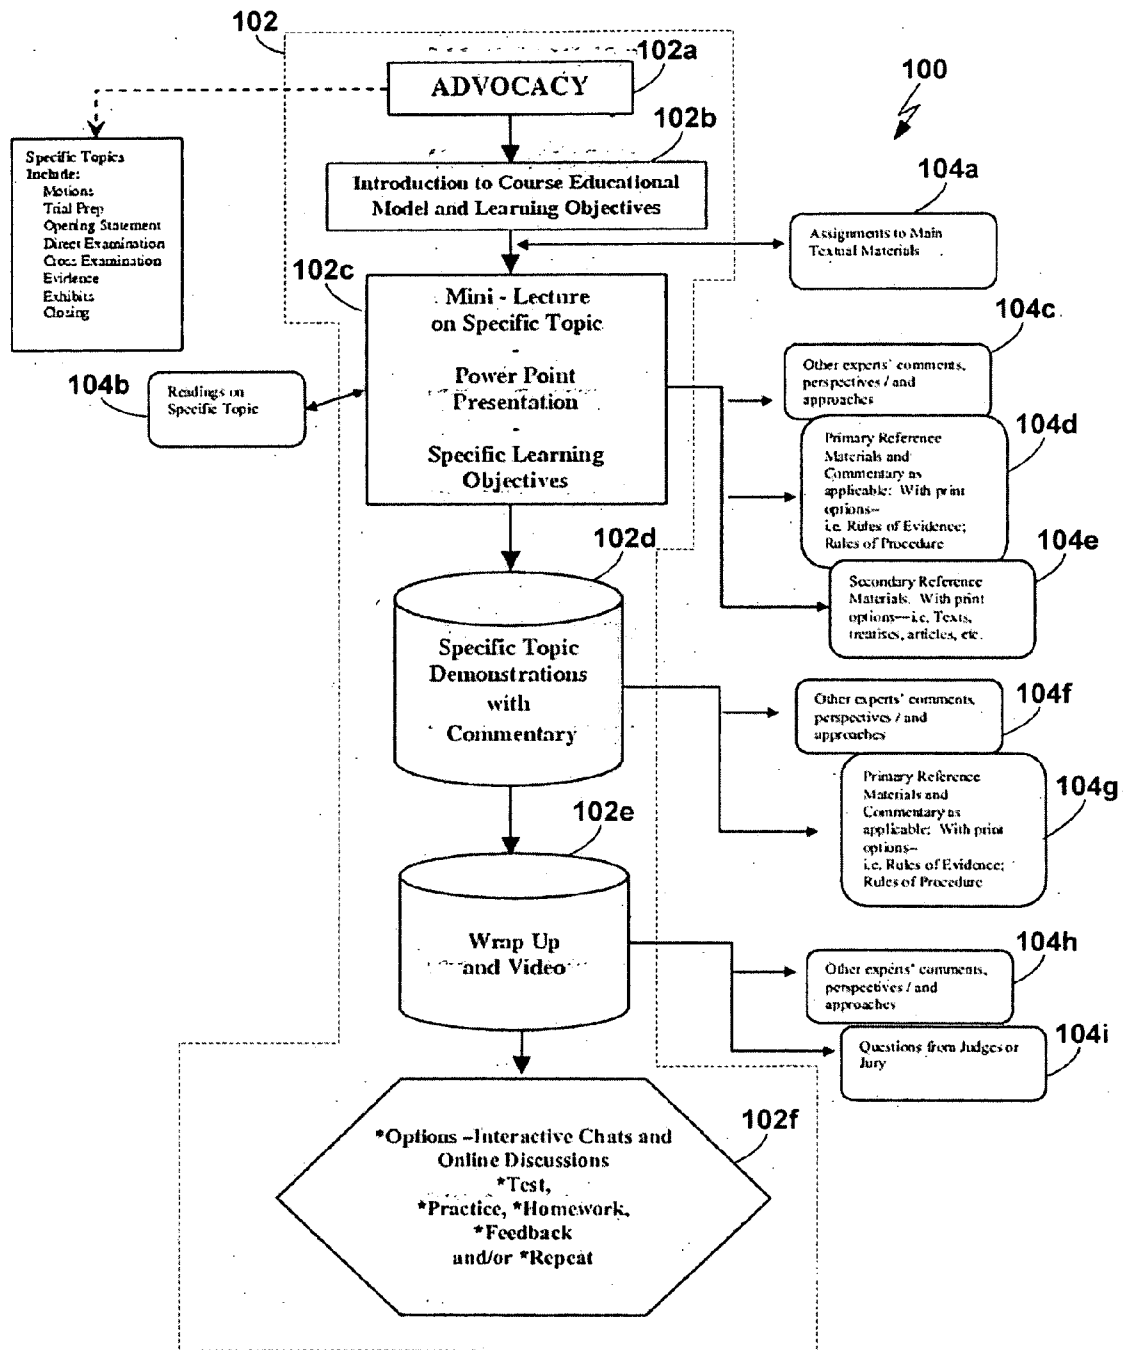 102
102a
ADVOCACY
100
102b
Specific Topics
Include:
Motions
Trial Prep
Opening Statement
Direct Examination
Cross Examination
Evidence
Exhibits
Closing
Introduction to Course Educational
Model and Learning Objectives
104a
Assignments to Main
Textual Materials
102c
Mini - Lecture
on Specific Topic
-
Power Point
Presentation
-
Specific Learning
Objectives
104b
Readings on
Specific Topic
104c
Other experts' comments,
perspectives / and
approaches
104d
Primary Reference
Materials and
Commentary as
applicable: With print
options–
i.e. Rules of Evidence;
Rules of Procedure
104e
Secondary Reference
Materials. With print
options—i.e. Texts,
treatises, articles, etc.
102d
Specific Topic
Demonstrations
with
Commentary
104f
Other experts' comments,
perspectives / and
approaches
104g
Primary Reference
Materials and
Commentary as
applicable: With print
options–
i.e. Rules of Evidence;
Rules of Procedure
102e
Wrap Up
and Video
104h
Other experts' comments,
perspectives / and
approaches
104i
Questions from Judges or
Jury
102f
*Options –Interactive Chats and
Online Discussions
*Test,
*Practice, *Homework,
*Feedback
and/or *Repeat